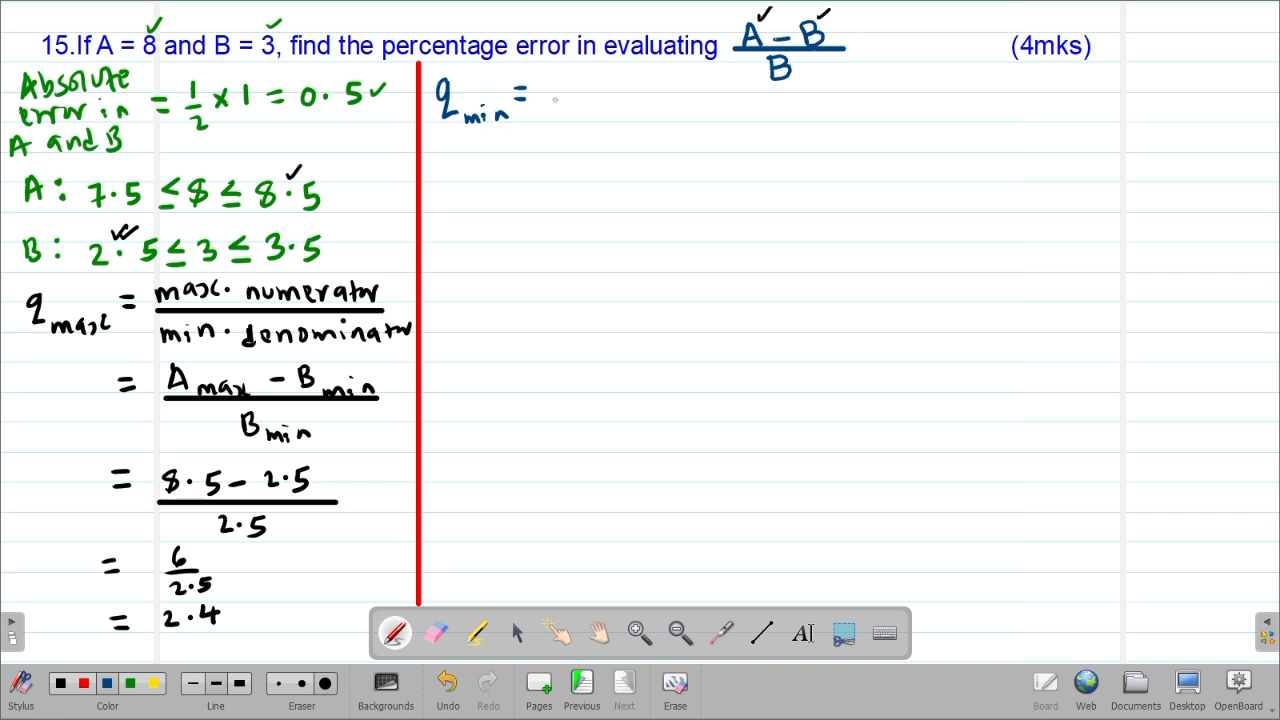 15.If A = 8 and B = 3, find the percentage error in evaluating A - B / B (4mks)
Absolute error in A and B = 1/2 x 1 = 0.5 ✓
A: 7.5 ≤ 8 ≤ 8.5
B: 2.5 ≤ 3 ≤ 3.5
q max = max. numerator / min. denominator
= A max - B min / B min
= 8.5 - 2.5 / 2.5
= 6 / 2.5
= 2.4
q min =
Stylus
Color
Line
Eraser
Backgrounds
Undo
Redo
Pages
Previous
Next
Erase
Board
Web
Documents
Desktop
OpenBoard